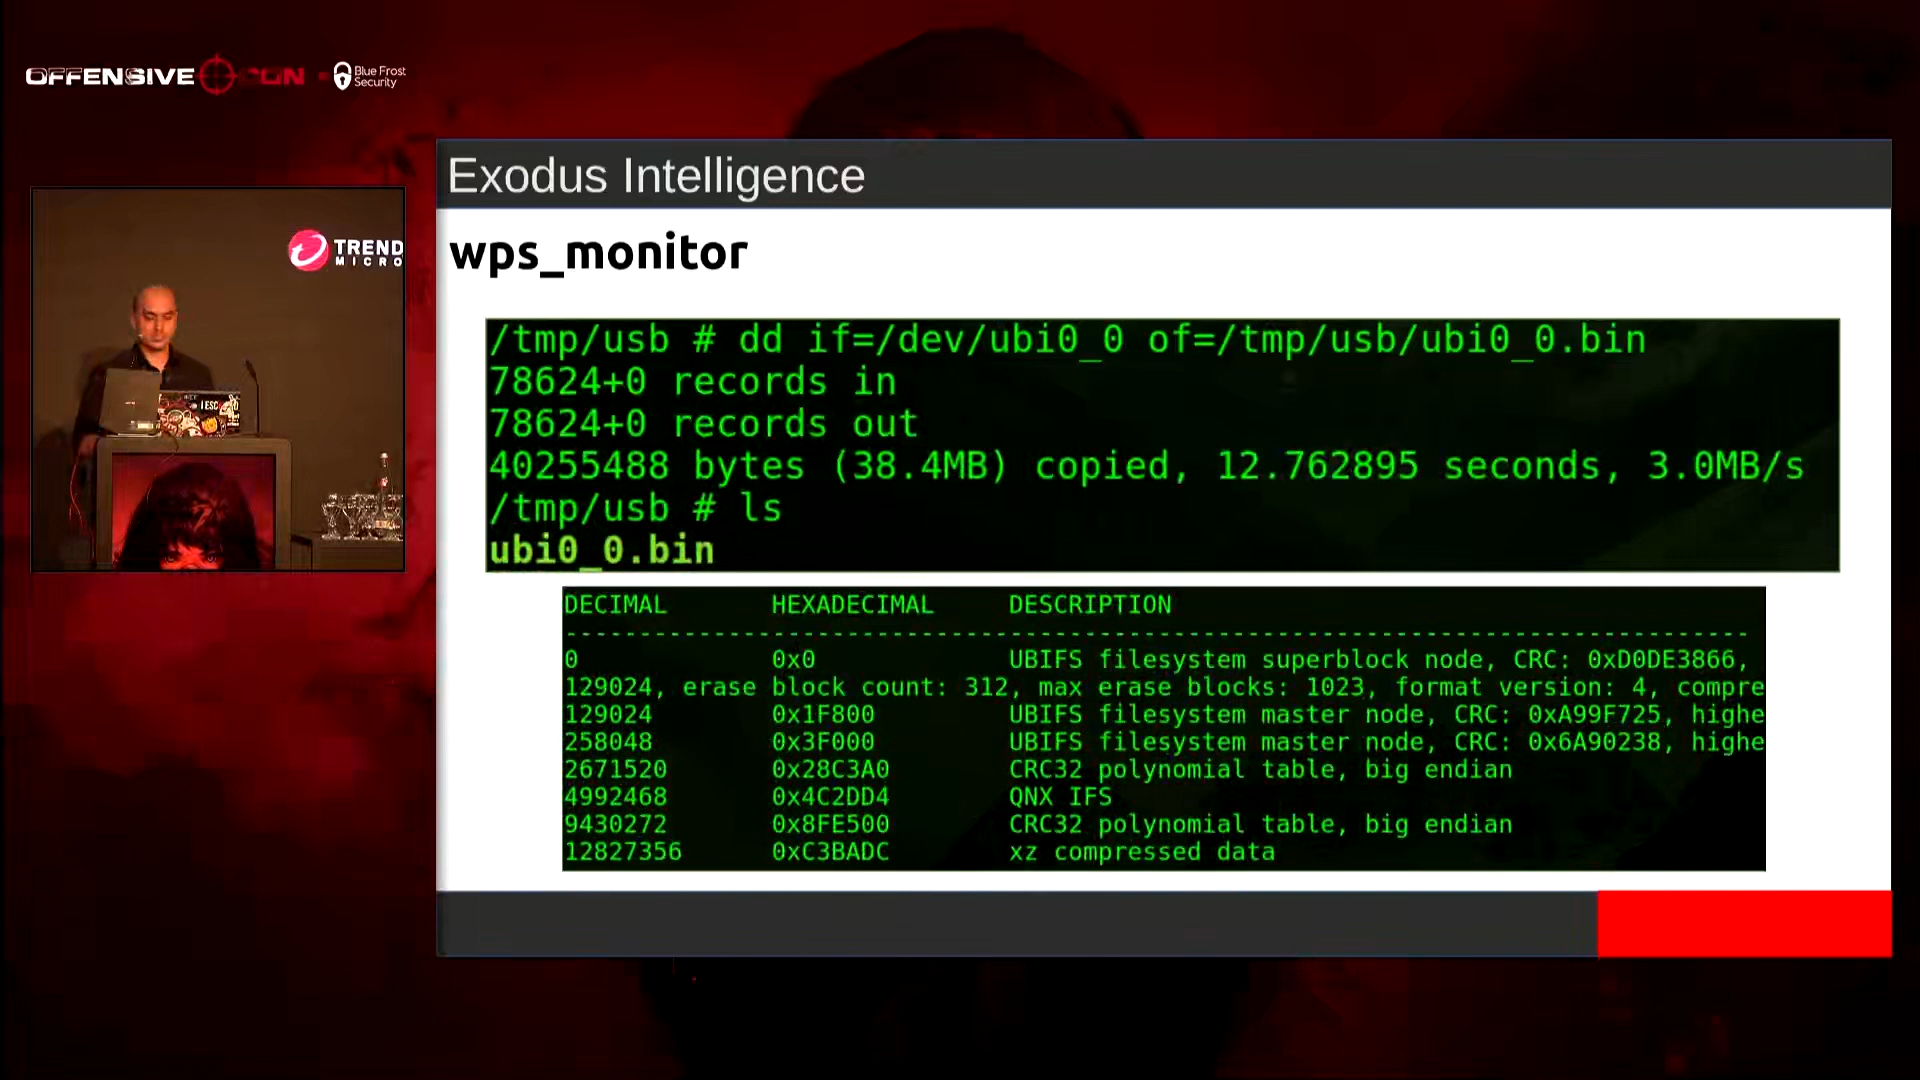 OFFENSIVE CON
Blue Frost
Security
TREND
MICRO
Exodus Intelligence
wps_monitor
/tmp/usb # dd if=/dev/ubi0_0 of=/tmp/usb/ubi0_0.bin
78624+0 records in
78624+0 records out
40255488 bytes (38.4MB) copied, 12.762895 seconds, 3.0MB/s
/tmp/usb # ls
ubi0_0.bin
DECIMAL HEXADECIMAL DESCRIPTION
--------------------------------------------------------------------------------
0 0x0 UBIFS filesystem superblock node, CRC: 0xD0DE3866,
129024, erase block count: 312, max erase blocks: 1023, format version: 4, compre
129024 0x1F800 UBIFS filesystem master node, CRC: 0xA99F725, highe
258048 0x3F000 UBIFS filesystem master node, CRC: 0x6A90238, highe
2671520 0x28C3A0 CRC32 polynomial table, big endian
4992468 0x4C2DD4 QNX IFS
9430272 0x8FE500 CRC32 polynomial table, big endian
12827356 0xC3BADC xz compressed data